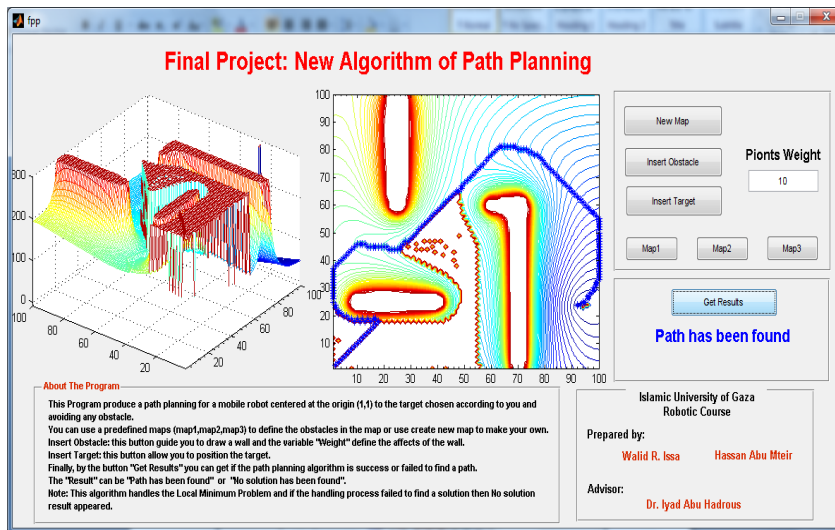 fpp
Final Project: New Algorithm of Path Planning
300
200
100
0
100
80
60
40
20
20
40
60
80
100
100
90
80
70
60
50
40
30
20
10
10
20
30
40
50
60
70
80
90
100
New Map
Insert Obstacle
Insert Target
Pionts Weight
10
Map1
Map2
Map3
Get Results
Path has been found
About The Program
This Program produce a path planning for a mobile robot centered at the origin (1,1) to the target chosen according to you and
avoiding any obstacle.
You can use a predefined maps (map1,map2,map3) to define the obstacles in the map or use create new map to make your own.
Insert Obstacle: this button guide you to draw a wall and the variable "Weight" define the affects of the wall.
Insert Target: this button allow you to position the target.
Finally, by the button "Get Results" you can get if the path planning algorithm is success or failed to find a path.
The "Result" can be "Path has been found" or "No solution has been found".
Note: This algorithm handles the Local Minimum Problem and if the handling process failed to find a solution then No solution
result appeared.
Islamic University of Gaza
Robotic Course
Prepared by:
Walid R. Issa
Hassan Abu Mteir
Advisor:
Dr. Iyad Abu Hadrous